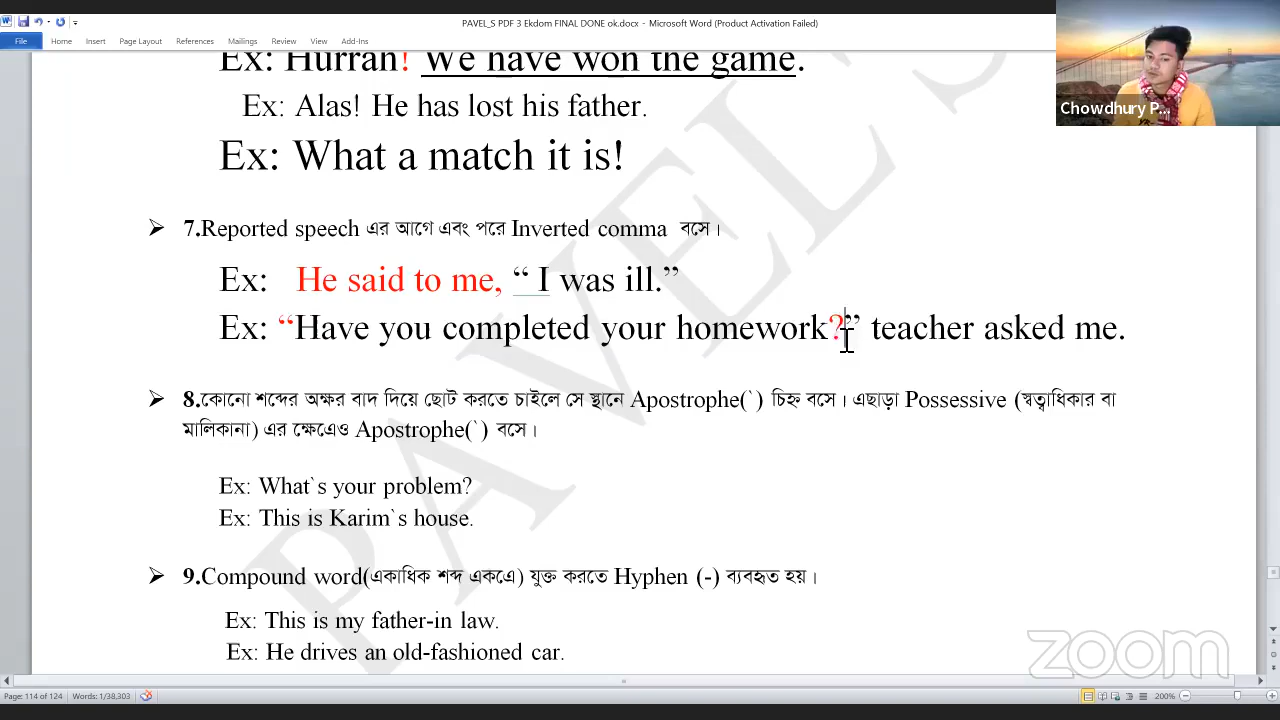 PAVEL_S PDF 3 Ekdom FINAL DONE ok.docx - Microsoft Word (Product Activation Failed)
File Home Insert Page Layout References Mailings Review View Add-Ins
Ex: Hurrah! We have won the game.
Chowdhury P...
Ex: Alas! He has lost his father.
Ex: What a match it is!
➢ 7.Reported speech এর আগে এবং পরে Inverted comma বসে।
Ex: He said to me, “ I was ill.”
Ex: “Have you completed your homework?” teacher asked me.
➢ 8.কোনো শব্দের অক্ষর বাদ দিয়ে ছোট করতে চাইলে সে স্থানে Apostrophe(`) চিহ্ন বসে। এছাড়া Possessive (স্বত্বাধিকার বা
মালিকানা) এর ক্ষেএেও Apostrophe(`) বসে।
Ex: What`s your problem?
Ex: This is Karim`s house.
➢ 9.Compound word(একাধিক শব্দ একএে) যুক্ত করতে Hyphen (-) ব্যবহৃত হয়।
Ex: This is my father-in law.
Ex: He drives an old-fashioned car.
PAVEL'S
zoom
Page: 114 of 124 Words: 1/38,303 200%